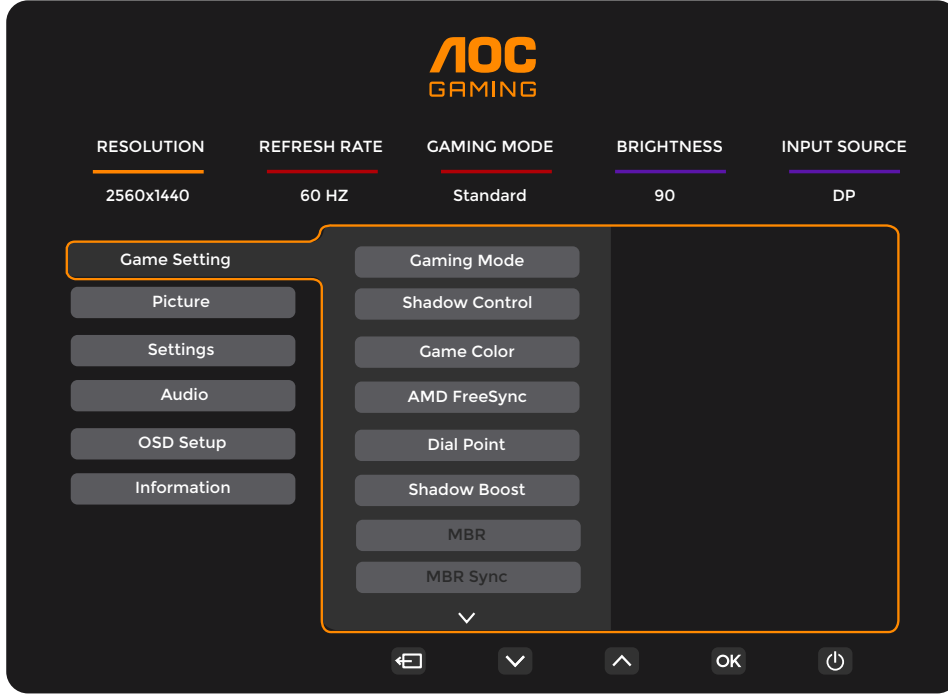 AOC
GAMING
RESOLUTION REFRESH RATE GAMING MODE BRIGHTNESS INPUT SOURCE
2560x1440 60 HZ Standard 90 DP
Game Setting
Picture
Settings
Audio
OSD Setup
Information
Gaming Mode
Shadow Control
Game Color
AMD FreeSync
Dial Point
Shadow Boost
MBR
MBR Sync
OK